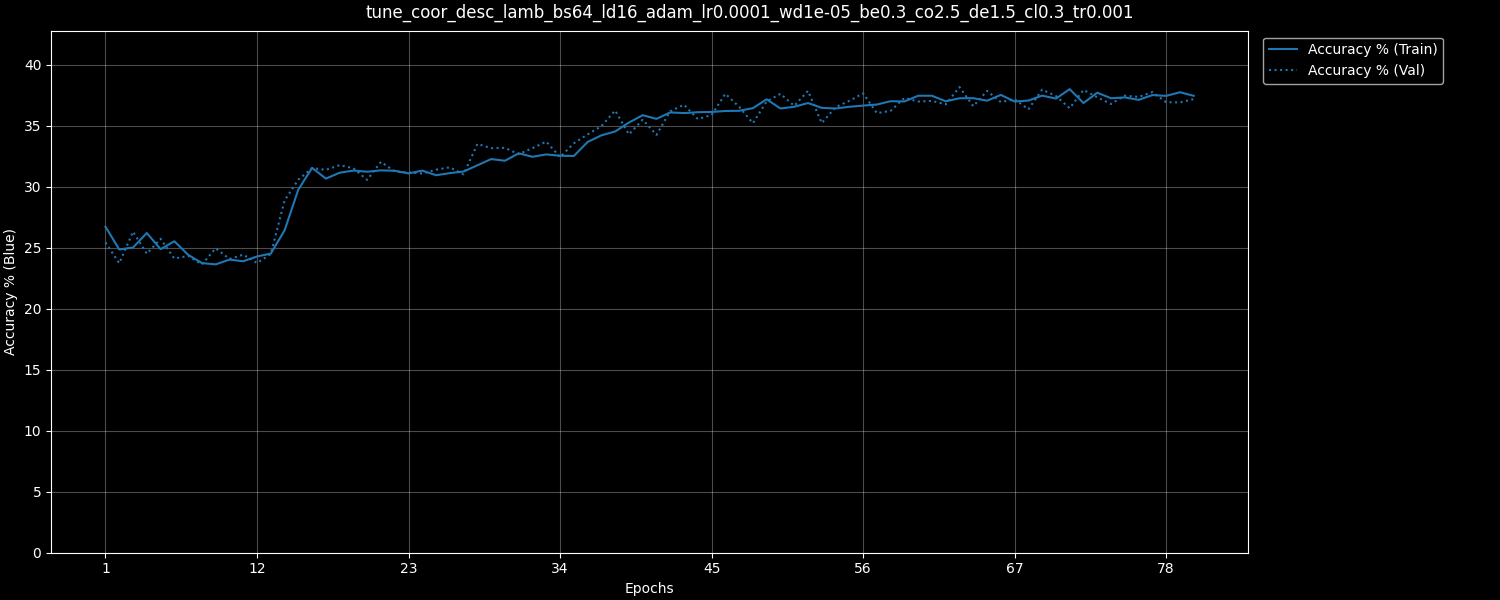 tune_coor_desc_lamb_bs64_ld16_adam_lr0.0001_wd1e-05_be0.3_co2.5_de1.5_cl0.3_tr0.001
Accuracy % (Train)
Accuracy % (Val)
Accuracy % (Blue)
40
35
30
25
20
15
10
5
0
1 12 23 34 45 56 67 78
Epochs